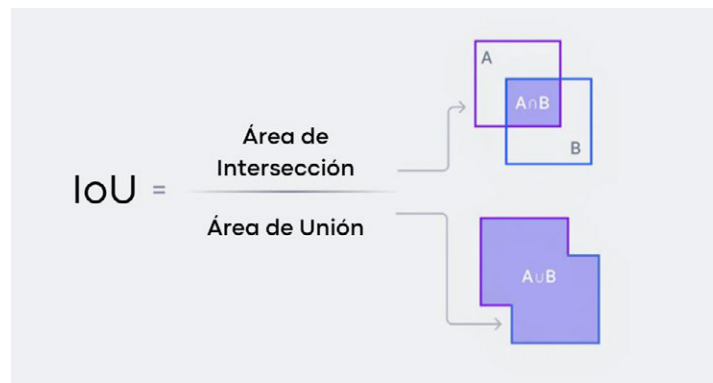 IoU =
Área de
Intersección
Área de Unión
A
A∩B
B
A∪B